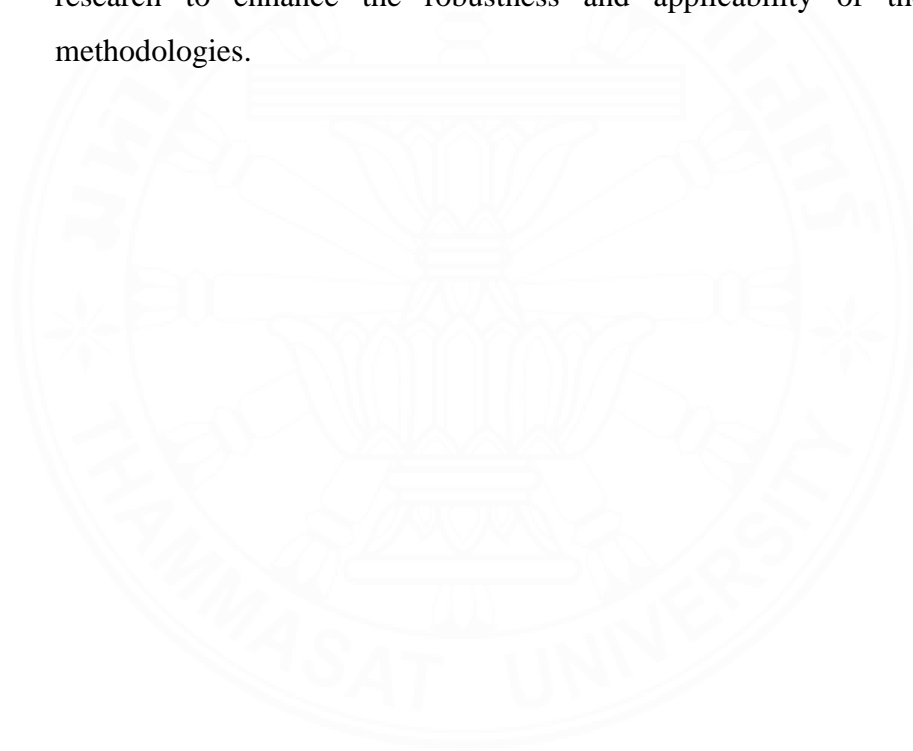 research to enhance the robustness and applicability of
methodologies.
THAMMASAT UNIVERSITY